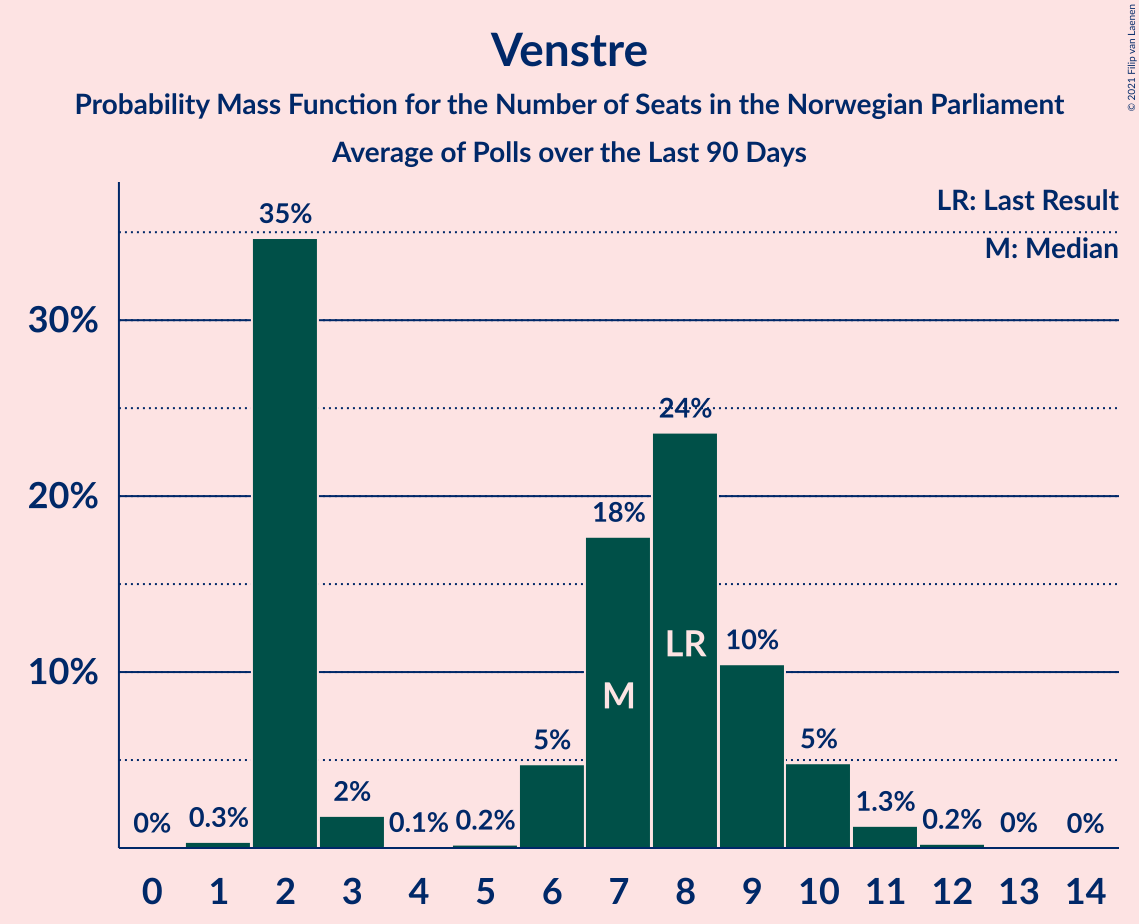 Venstre
Probability Mass Function for the Number of Seats in the Norwegian Parliament
Average of Polls over the Last 90 Days
© 2021 Filip van Laenen
LR: Last Result
M: Median
35%
30%
24%
20%
18%
LR
10%
10%
M
5%
5%
2%
1.3%
0%
0.3%
0.1%
0.2%
0.2%
0%
0%
0 1 2 3 4 5 6 7 8 9 10 11 12 13 14